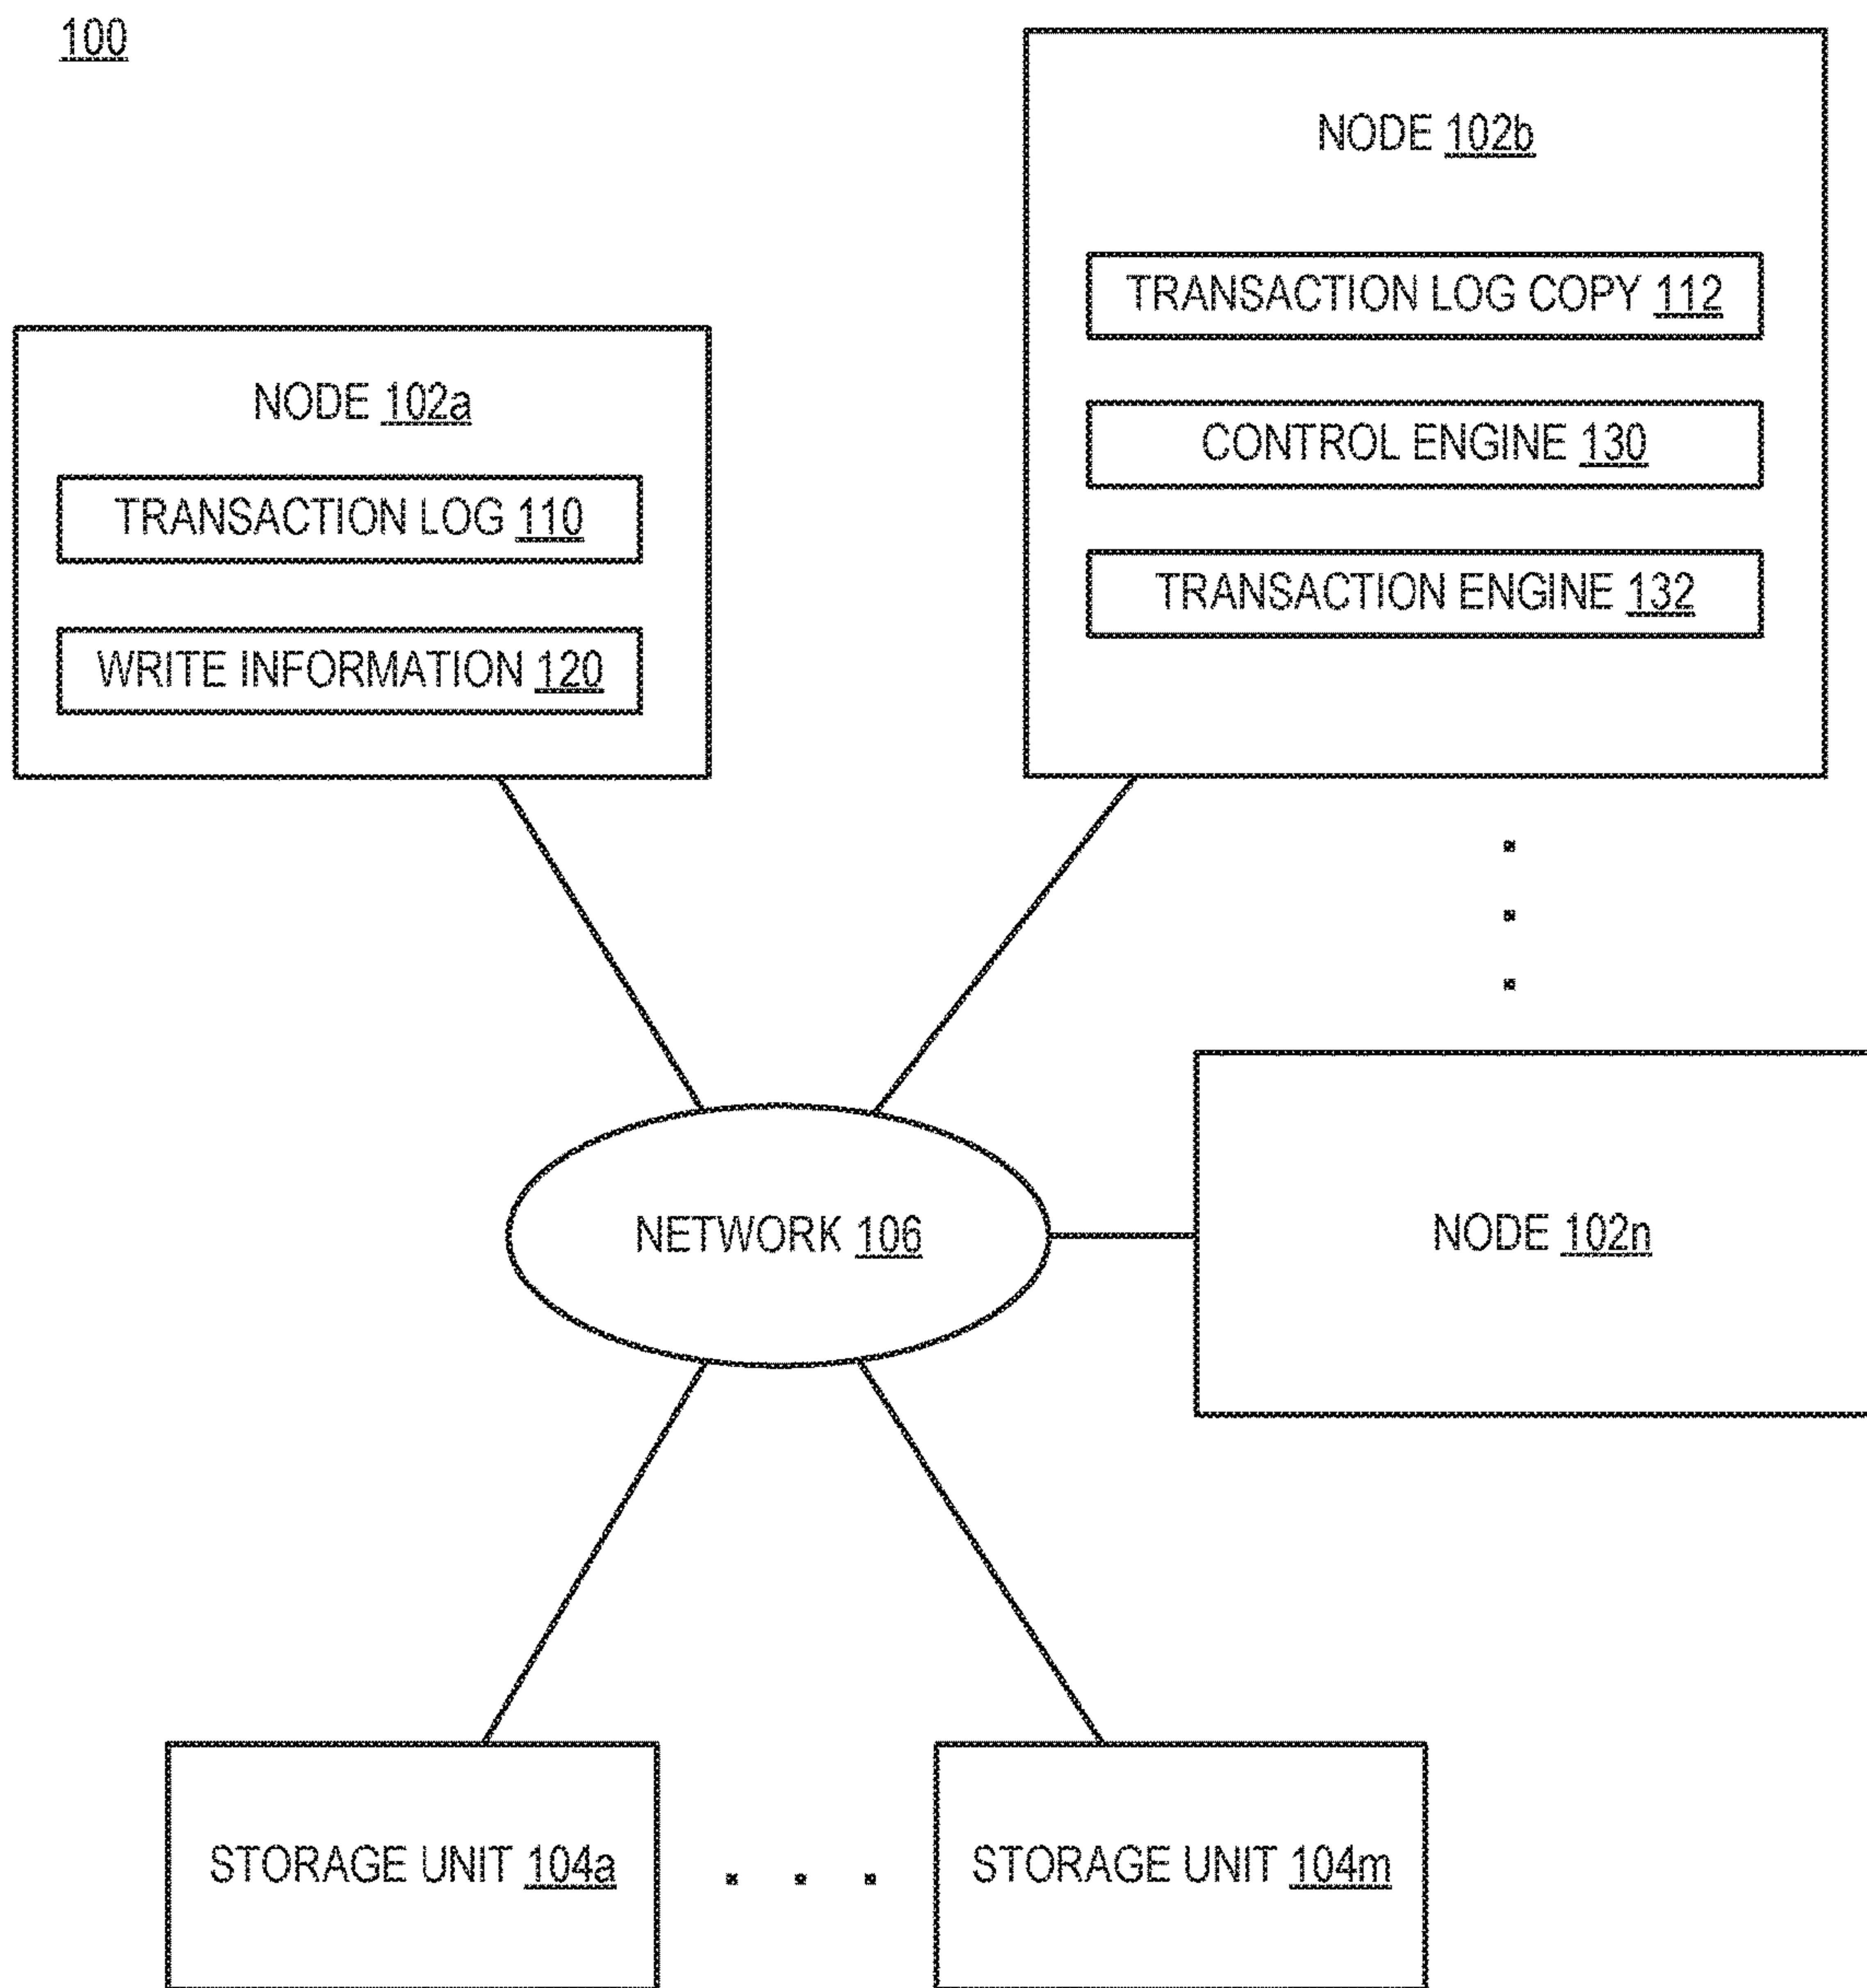 100
NODE 102b
TRANSACTION LOG COPY 112
CONTROL ENGINE 130
TRANSACTION ENGINE 132
NODE 102a
TRANSACTION LOG 110
WRITE INFORMATION 120
NETWORK 106
NODE 102n
STORAGE UNIT 104a
STORAGE UNIT 104m